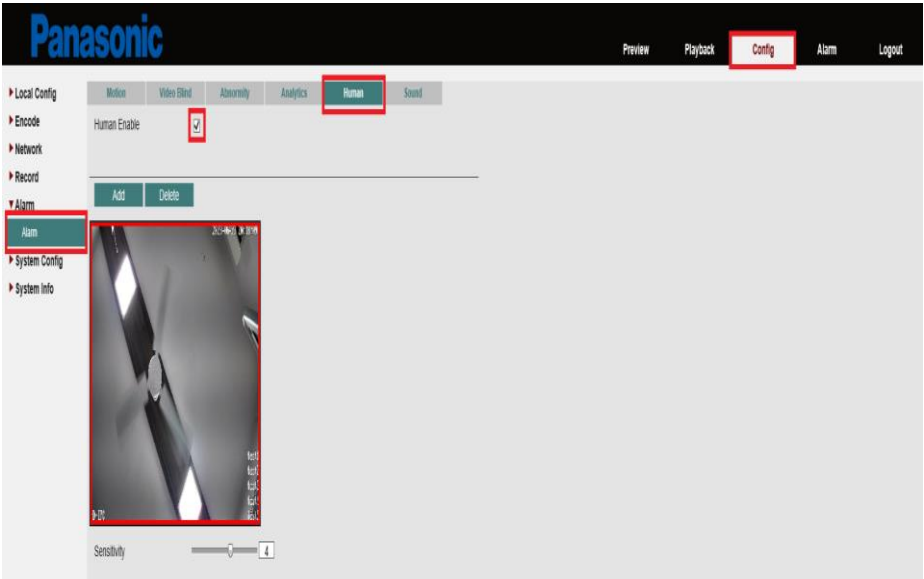 Panasonic
Preview Playback Config Alarm Logout
Local Config
Encode
Network
Record
Alarm
Alarm
System Config
System Info
Motion Video Blind Abnormity Analytics Human Sound
Human Enable
Add Delete
IPC
Sensitivity 4